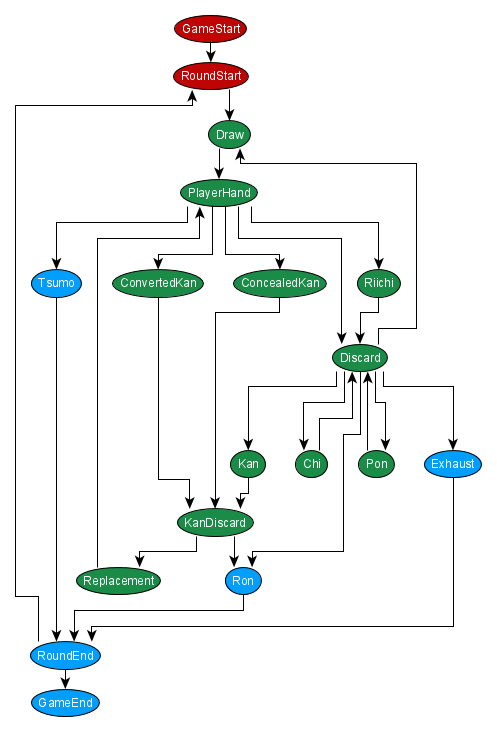 GameStart
RoundStart
Draw
PlayerHand
Tsumo
ConvertedKan
ConcealedKan
Riichi
Discard
Kan
Chi
Pon
Exhaust
KanDiscard
Replacement
Ron
RoundEnd
GameEnd